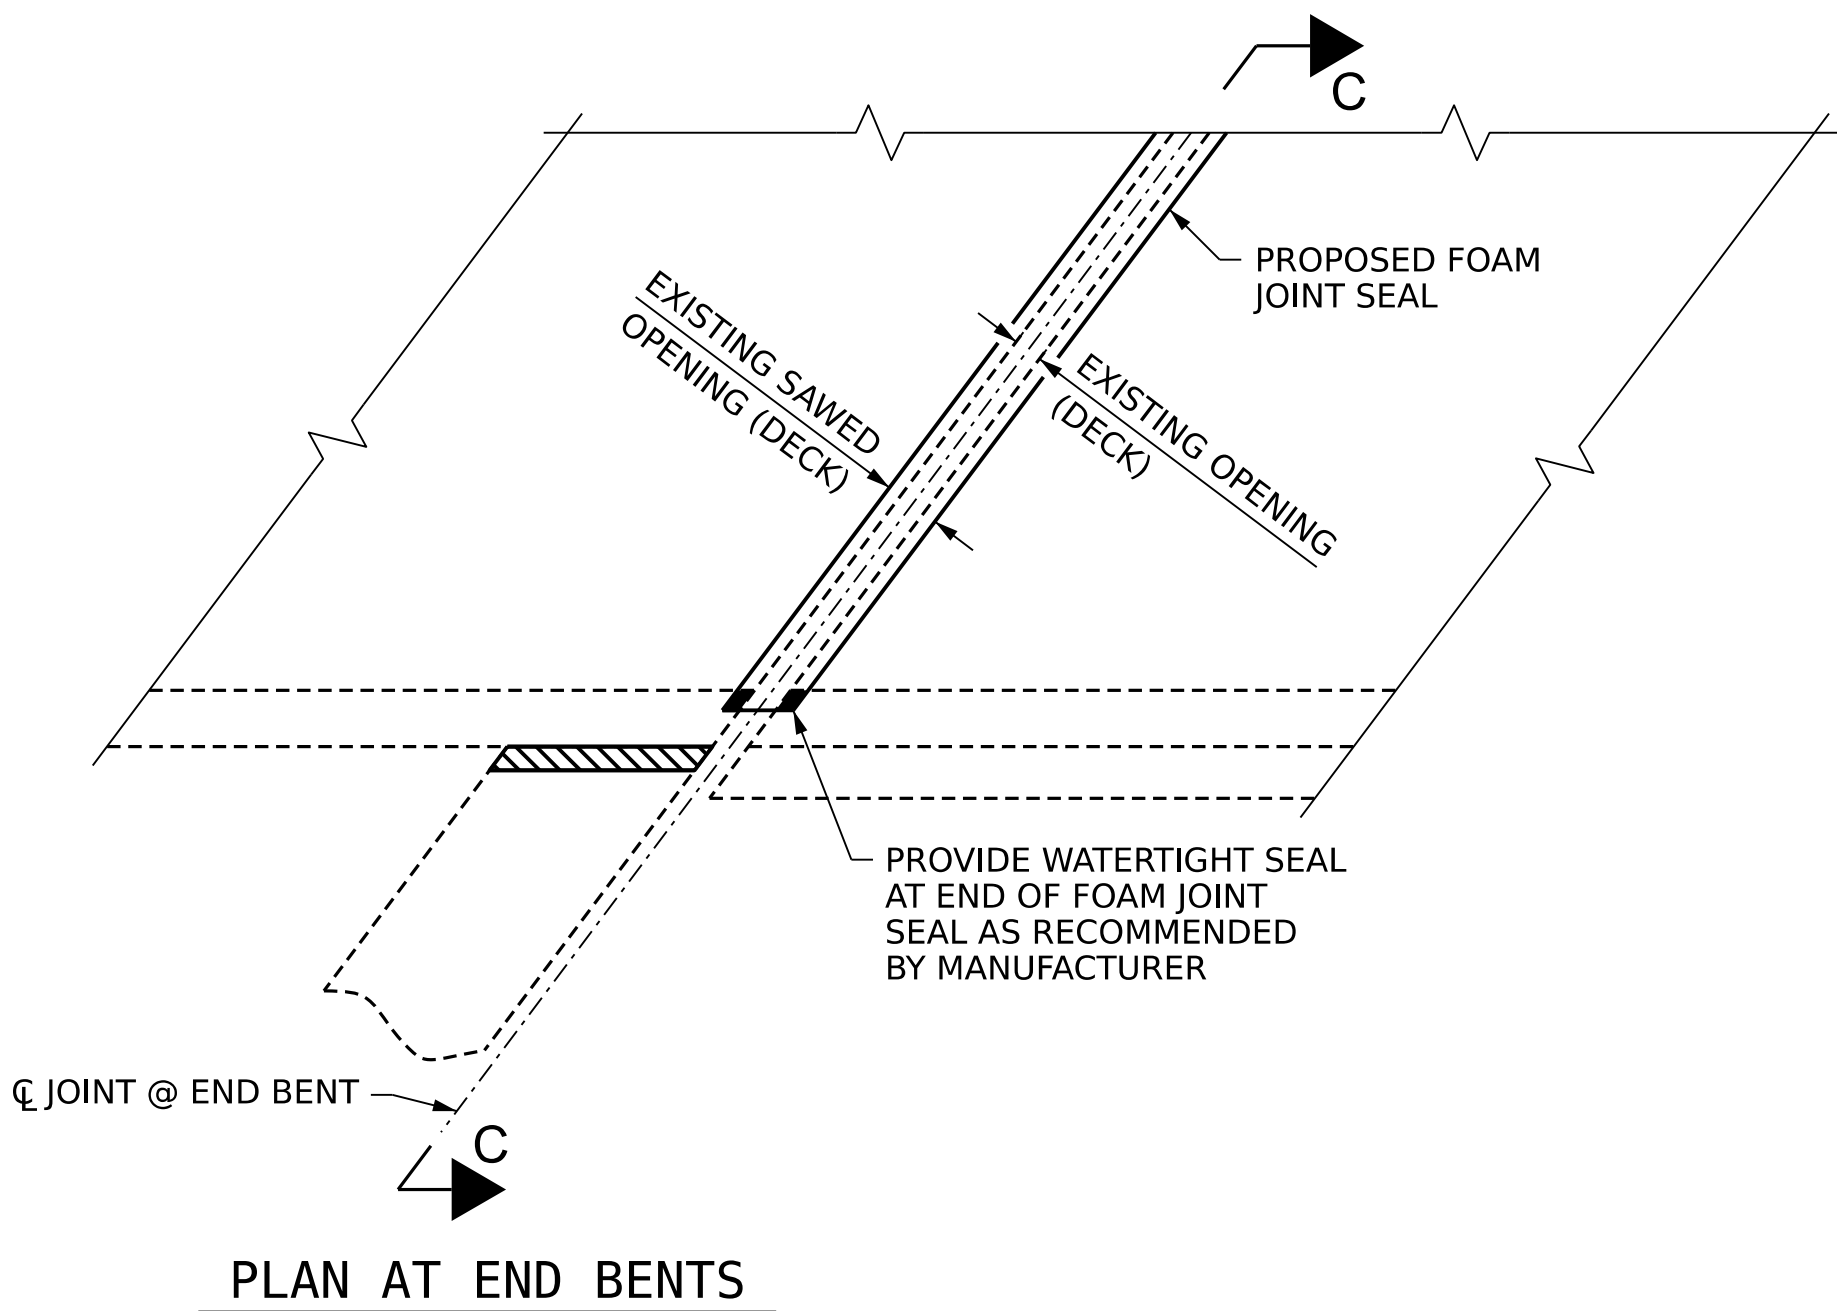 C
PROPOSED FOAM
JOINT SEAL
EXISTING SAWED
OPENING (DECK)
EXISTING OPENING
(DECK)
PROVIDE WATERTIGHT SEAL
AT END OF FOAM JOINT
SEAL AS RECOMMENDED
BY MANUFACTURER
℄ JOINT @ END BENT
C
PLAN AT END BENTS